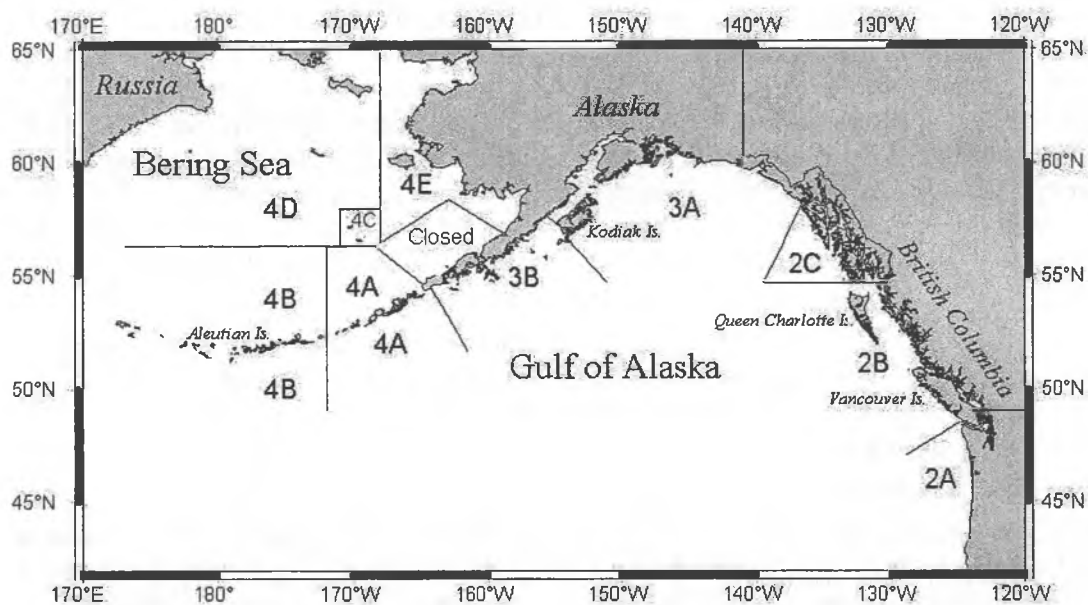 170°E 180° 170°W 160°W 150°W 140°W 130°W 120°W
65°N 65°N
Russia
Alaska
60°N 60°N
Bering Sea
4E
4D
4C
3A
Closed
Kodiak Is.
3B
2C
55°N 55°N
4B
4A
British Columbia
Aleutian Is.
4A
Queen Charlotte Is.
Gulf of Alaska
2B
4B
50°N 50°N
Vancouver Is.
2A
45°N 45°N
170°E 180° 170°W 160°W 150°W 140°W 130°W 120°W